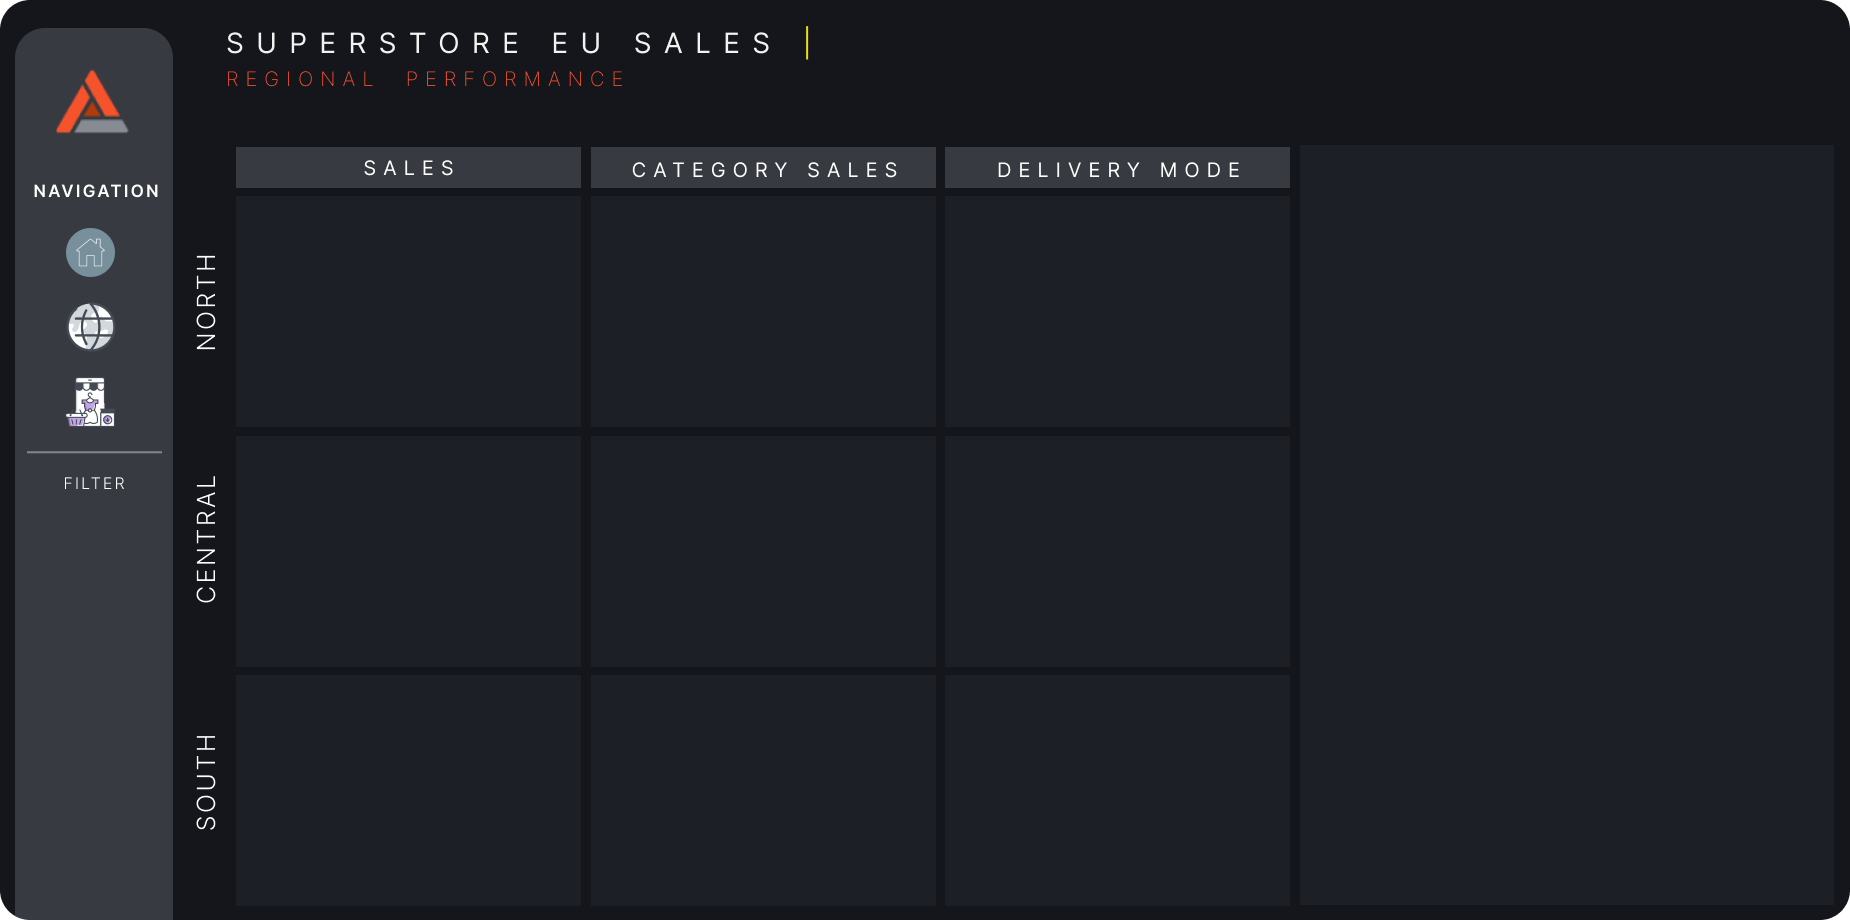 SUPERSTORE EU SALES
REGIONAL PERFORMANCE
NAVIGATION
FILTER
SALES
CATEGORY SALES
DELIVERY MODE
NORTH
CENTRAL
SOUTH